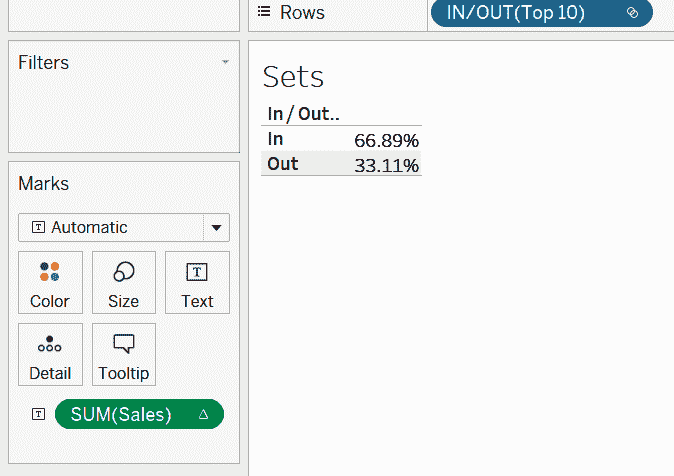 Rows
IN/OUT(Top 10)
Filters
Sets
In / Out..
In 66.89%
Out 33.11%
Marks
T Automatic
Color Size T Text
Detail Tooltip
T SUM(Sales)